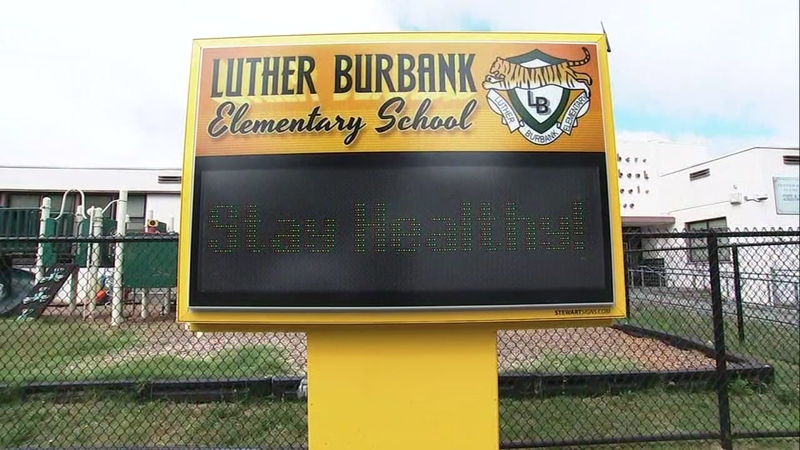 LUTHER BURBANK
Elementary School
LB
LUTHER
BURBANK
ELEMENTARY
Stay Healthy!
STEWARTSIGNS.COM